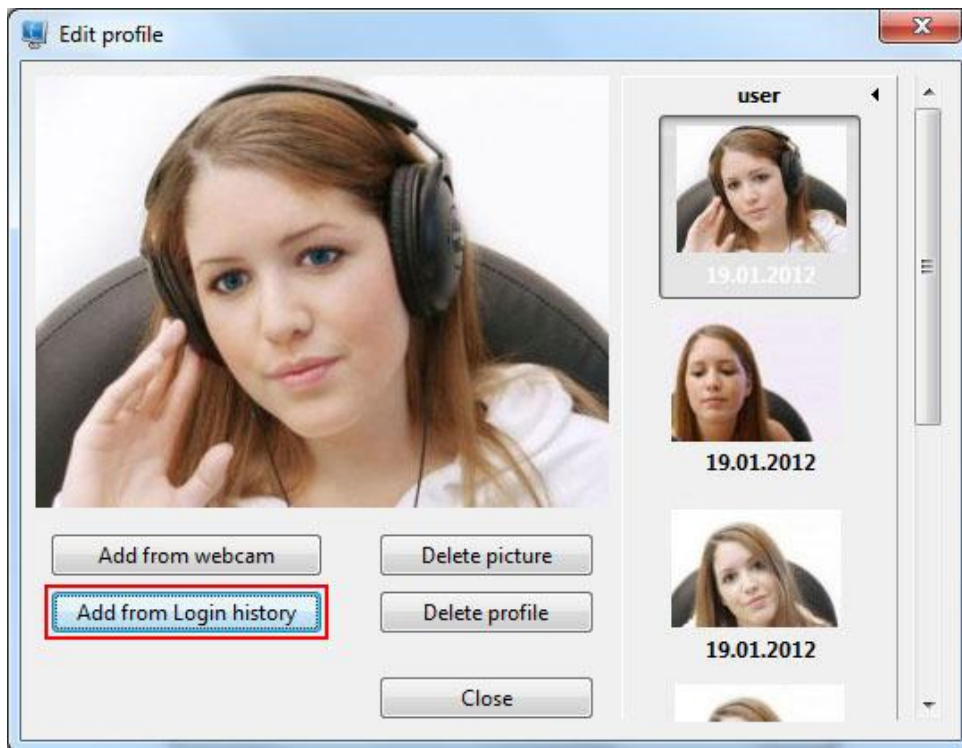 Edit profile
user
19.01.2012
19.01.2012
19.01.2012
Add from webcam
Delete picture
Add from Login history
Delete profile
Close